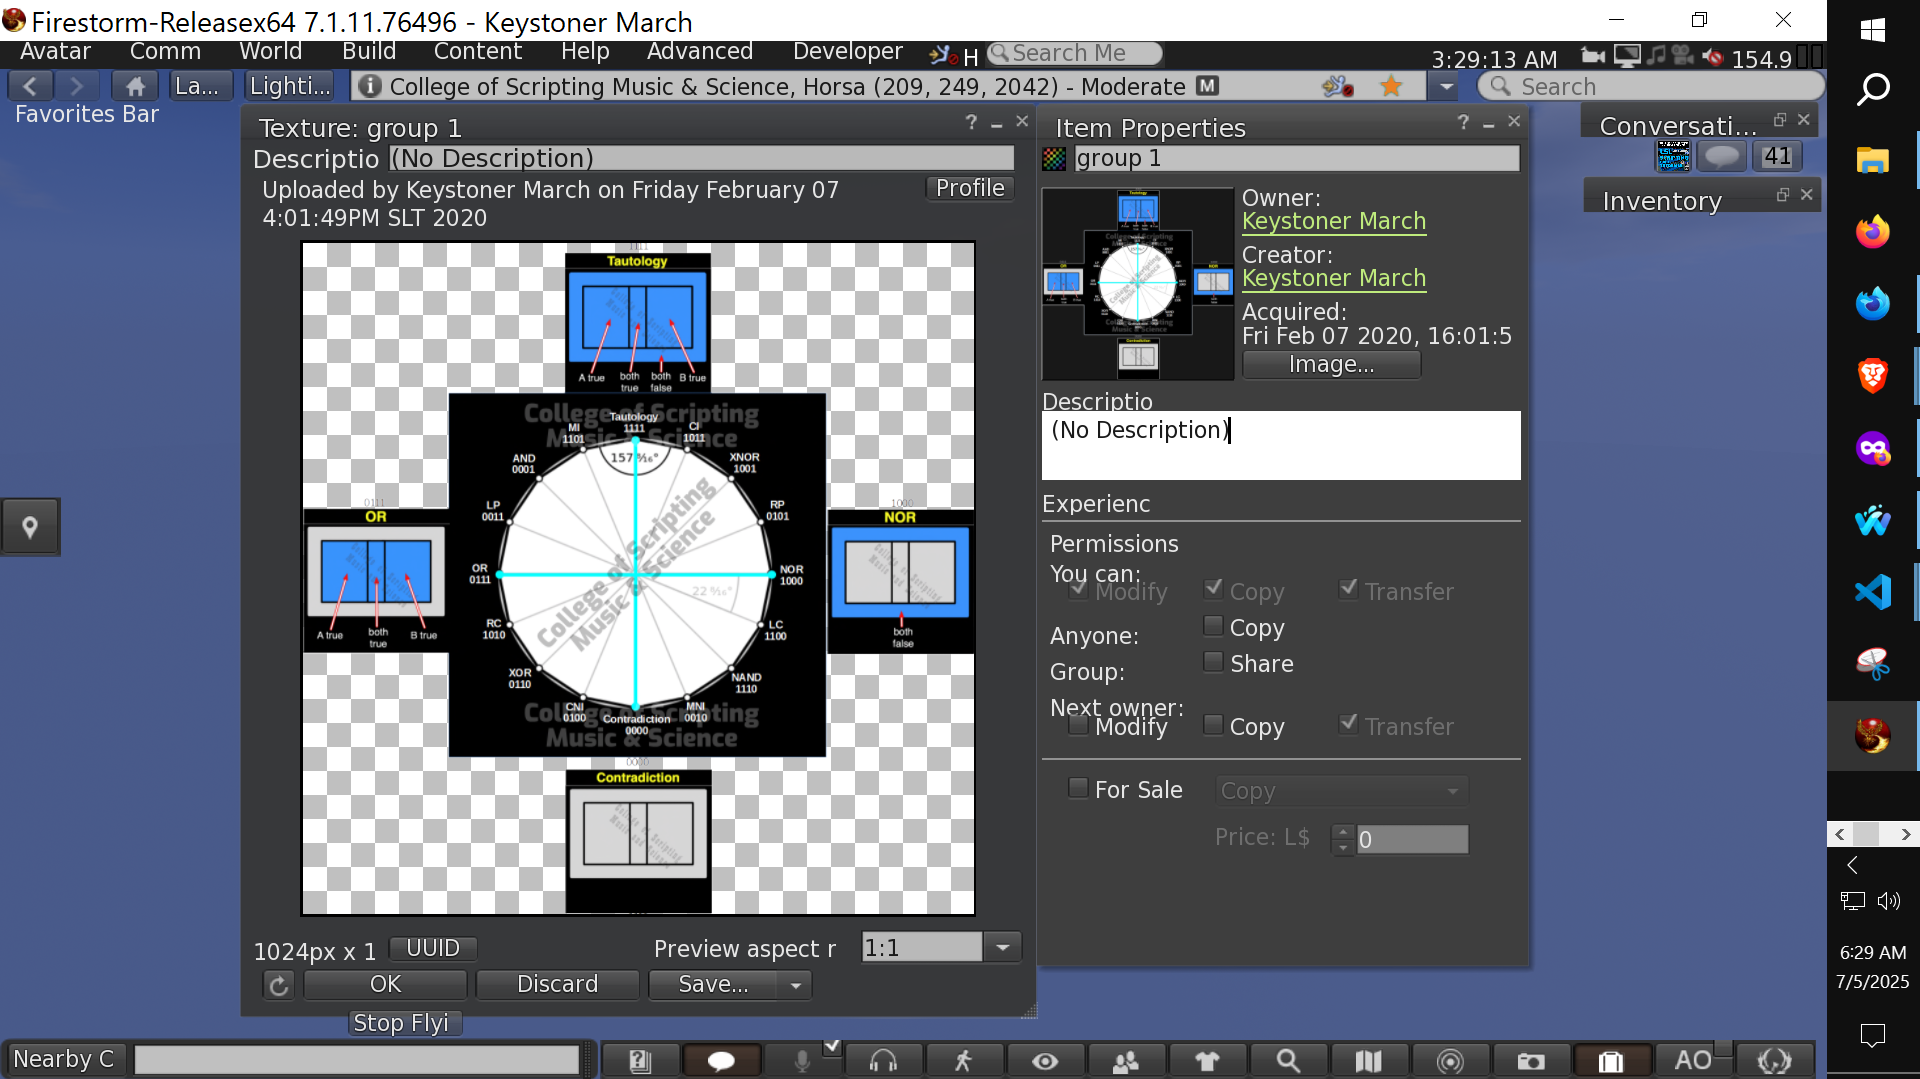 Firestorm-Releasex64 7.1.11.76496 - Keystoner March
Avatar Comm World Build Content Help Advanced Developer H Search Me 3:29:13 AM 154.9
La... Lighti... College of Scripting Music & Science, Horsa (209, 249, 2042) - Moderate M Search
Favorites Bar
Texture: group 1
Descriptio (No Description)
Uploaded by Keystoner March on Friday February 07
4:01:49PM SLT 2020
Profile
1111
Tautology
A true both true both false B true
College of Scripting
Music & Science
Tautology
1111
MI
1101
CI
1011
AND
0001
XNOR
1001
LP
0011
RP
0101
OR
0111
NOR
1000
RC
1010
LC
1100
XOR
0110
NAND
1110
CNI
0100
MNI
0010
Contradiction
0000
College of Scripting
Music & Science
College of Scripting
Music & Science
0111
OR
A true both true B true
1000
NOR
both
false
0000
Contradiction
1024px x 1 UUID Preview aspect r 1:1
OK Discard Save...
Stop Flyi
Nearby C
Item Properties
group 1
Owner:
Keystoner March
Creator:
Keystoner March
Acquired:
Fri Feb 07 2020, 16:01:5
Image...
Descriptio
(No Description)
Experienc
Permissions
You can:
Modify Copy Transfer
Anyone: Copy
Group: Share
Next owner:
Modify Copy Transfer
For Sale Copy
Price: L$ 0
Conversati...
41
Inventory
AO
6:29 AM
7/5/2025